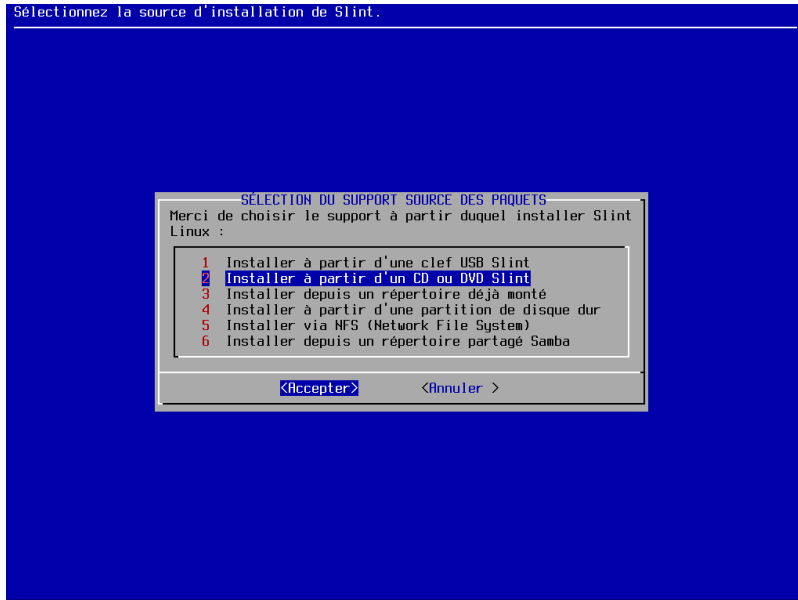 Sélectionnez la source d'installation de Slint.
SÉLECTION DU SUPPORT SOURCE DES PAQUETS
Merci de choisir le support à partir duquel installer Slint
Linux :
1 Installer à partir d'une clef USB Slint
2 Installer à partir d'un CD ou DVD Slint
3 Installer depuis un répertoire déjà monté
4 Installer à partir d'une partition de disque dur
5 Installer via NFS (Network File System)
6 Installer depuis un répertoire partagé Samba
<Accepter> <Annuler >